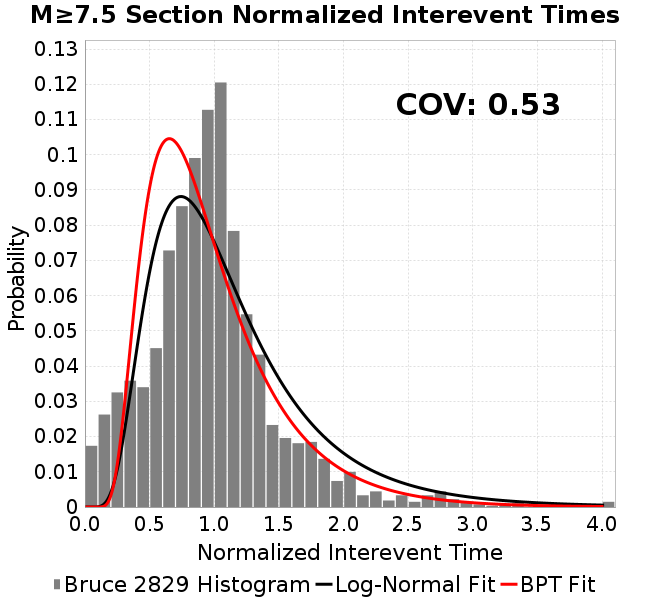 M≥7.5 Section Normalized Interevent Times
0.13
0.12
0.11
0.1
0.09
0.08
0.07
0.06
0.05
0.04
0.03
0.02
0.01
0
Probability
COV: 0.53
0.0 0.5 1.0 1.5 2.0 2.5 3.0 3.5 4.0
Normalized Interevent Time
Bruce 2829 Histogram Log-Normal Fit BPT Fit